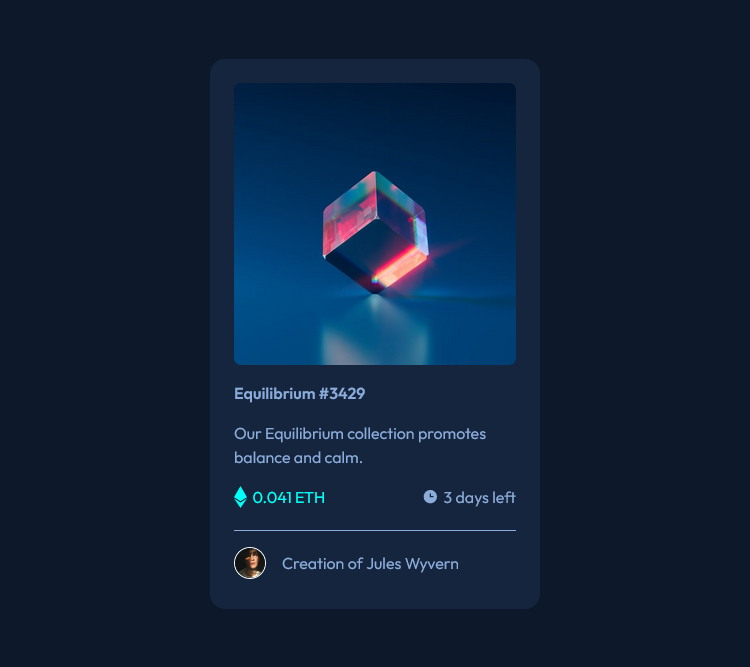 Equilibrium #3429
Our Equilibrium collection promotes
balance and calm.
0.041 ETH
3 days left
Creation of Jules Wyvern